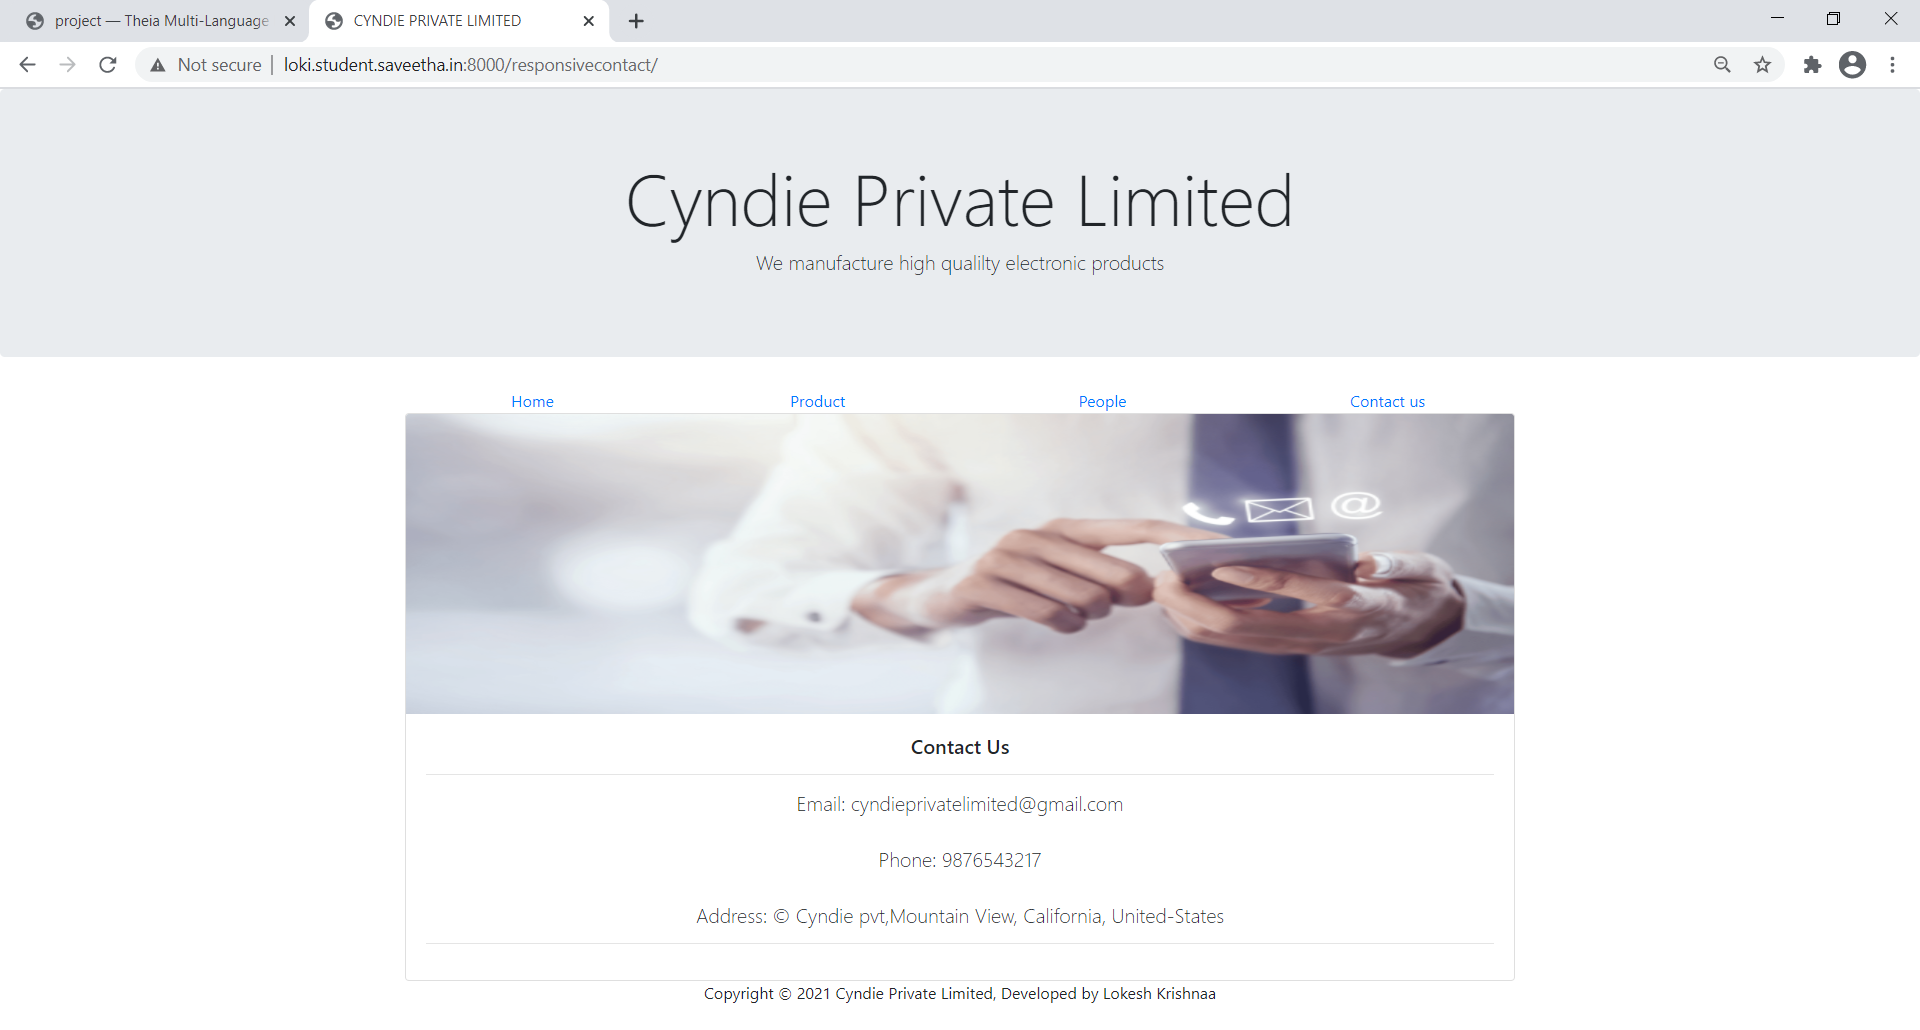 project — Theia Multi-Language
CYNDIE PRIVATE LIMITED
Not secure
loki.student.saveetha.in:8000/responsivecontact/
Cyndie Private Limited
We manufacture high qualilty electronic products
Home
Product
People
Contact us
@
Contact Us
Email: cyndieprivatelimited@gmail.com
Phone: 9876543217
Address: © Cyndie pvt,Mountain View, California, United-States
Copyright © 2021 Cyndie Private Limited, Developed by Lokesh Krishnaa